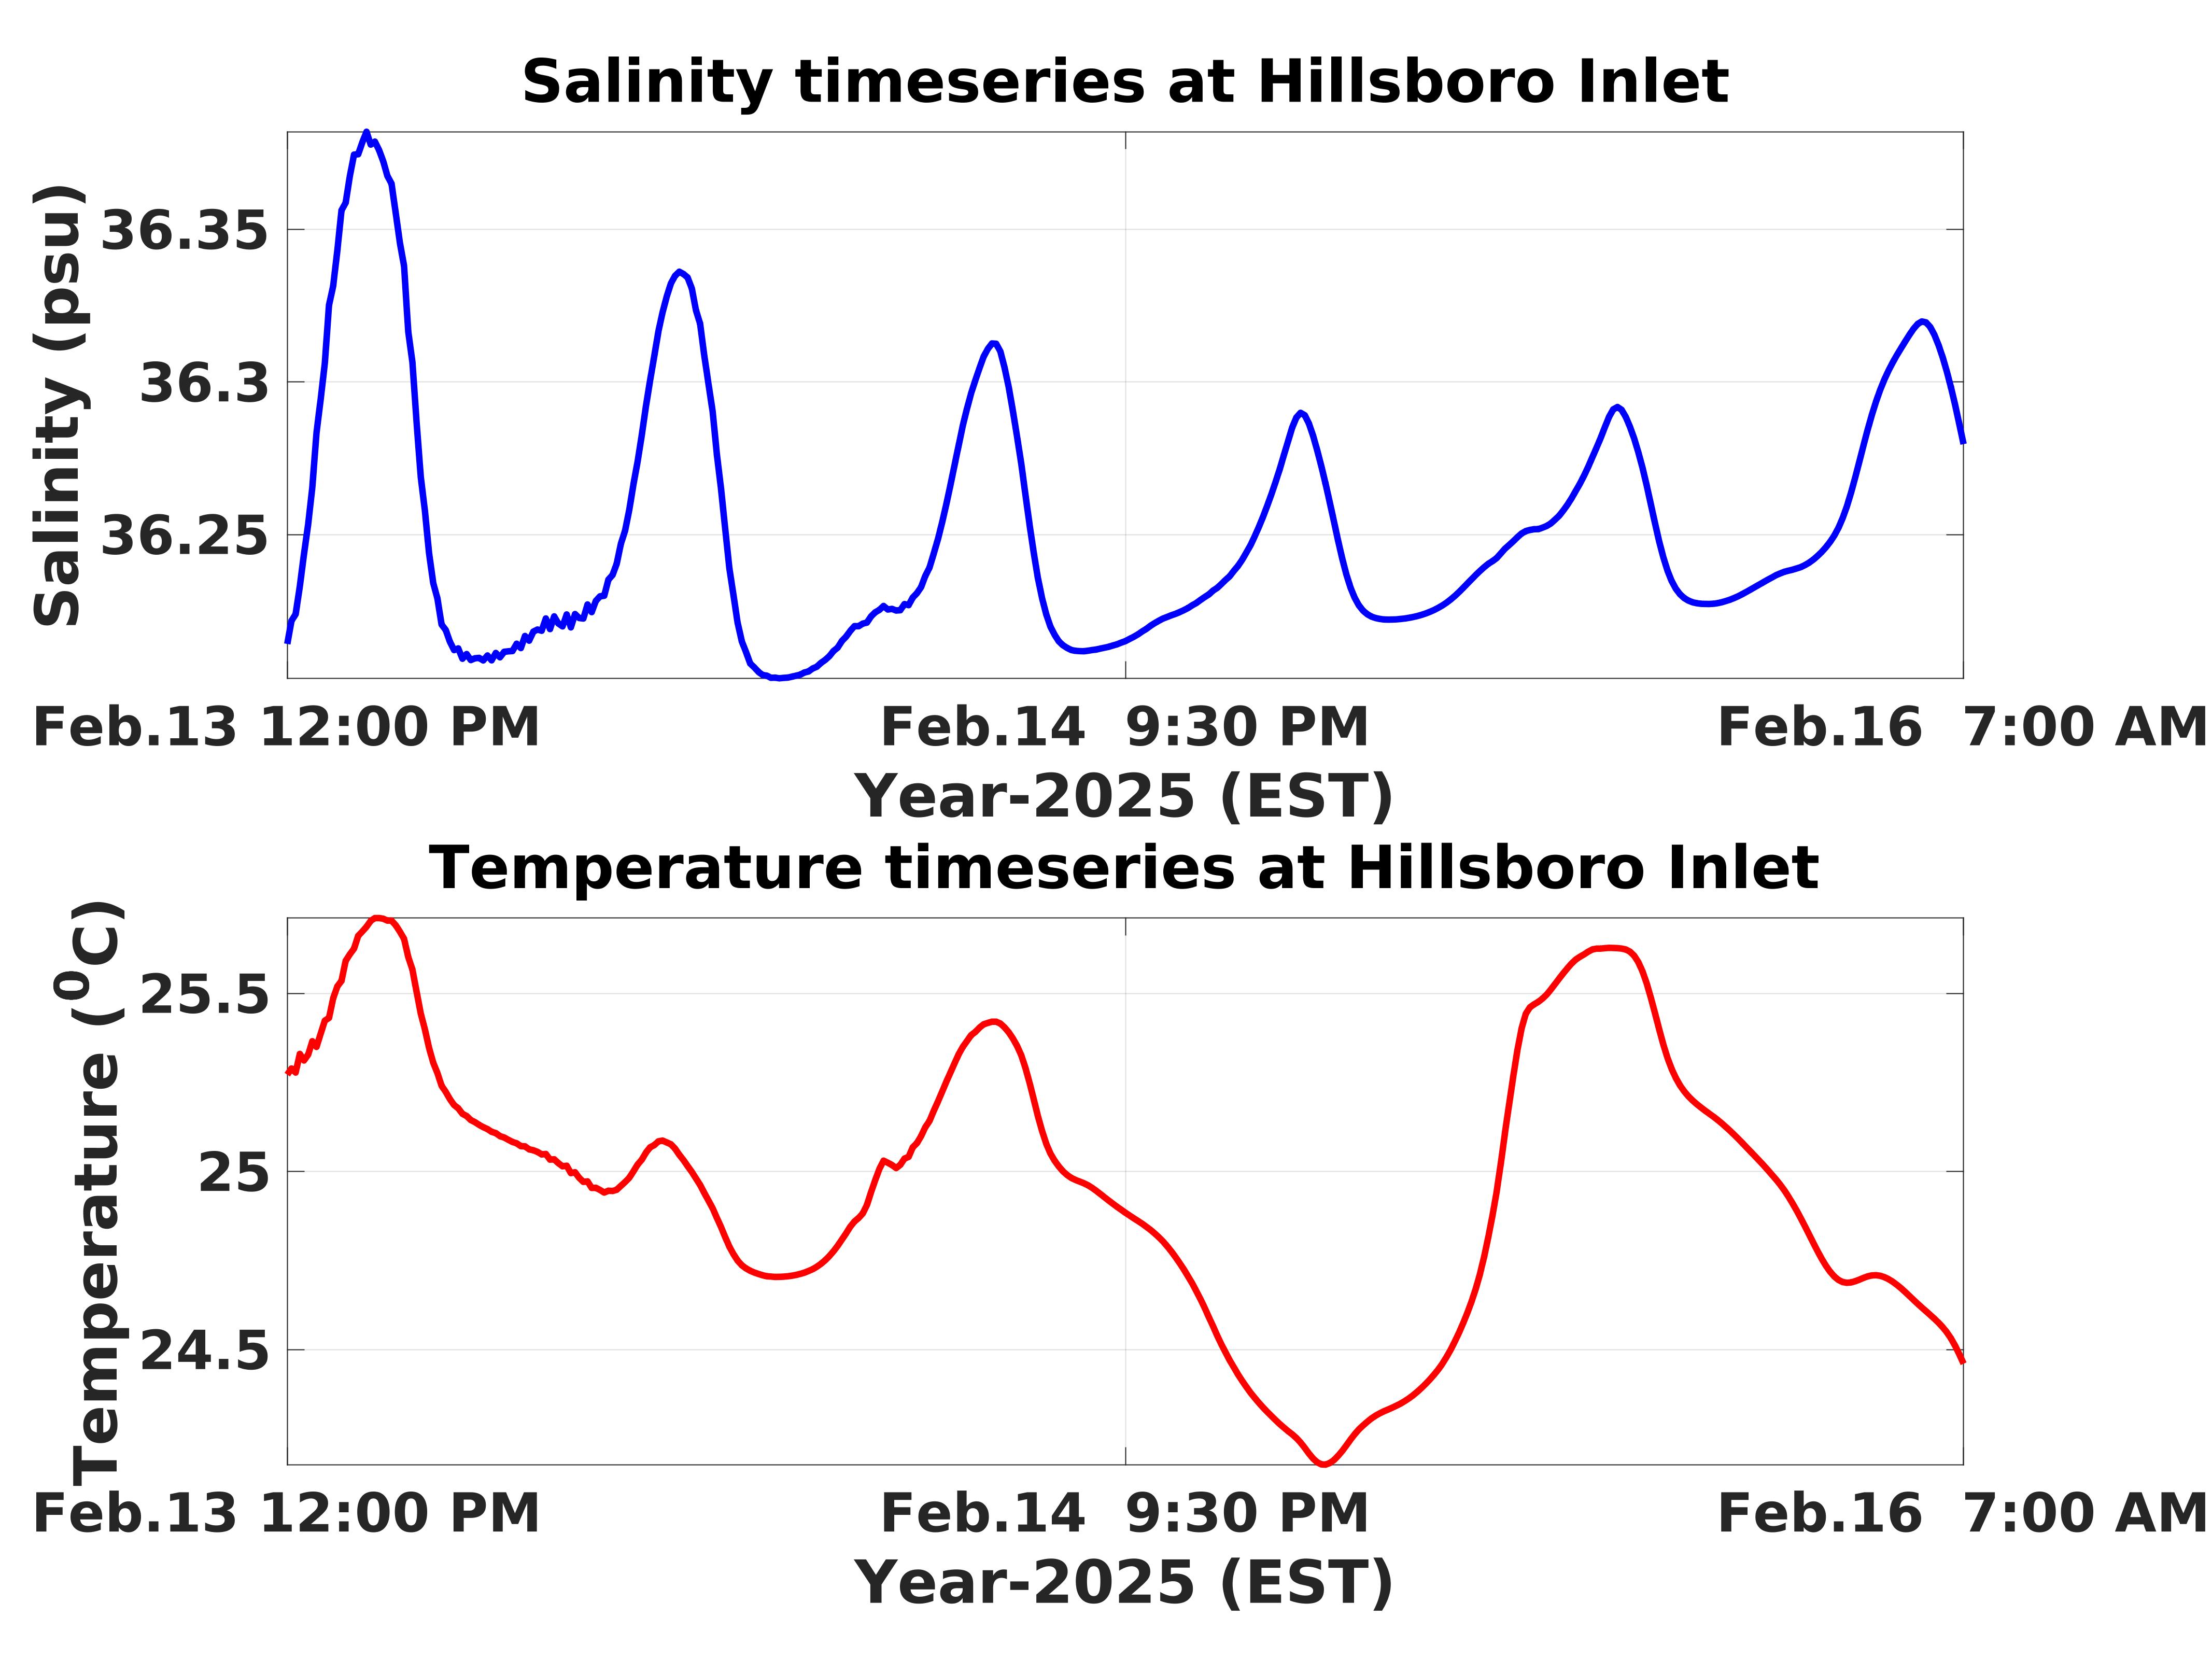 Salinity timeseries at Hillsboro Inlet
Salinity (psu)
36.35
36.3
36.25
Feb.13 12:00 PM Feb.14  9:30 PM Feb.16  7:00 AM
Year-2025 (EST)
Temperature timeseries at Hillsboro Inlet
Temperature (⁰C)
25.5
25
24.5
Feb.13 12:00 PM Feb.14  9:30 PM Feb.16  7:00 AM
Year-2025 (EST)